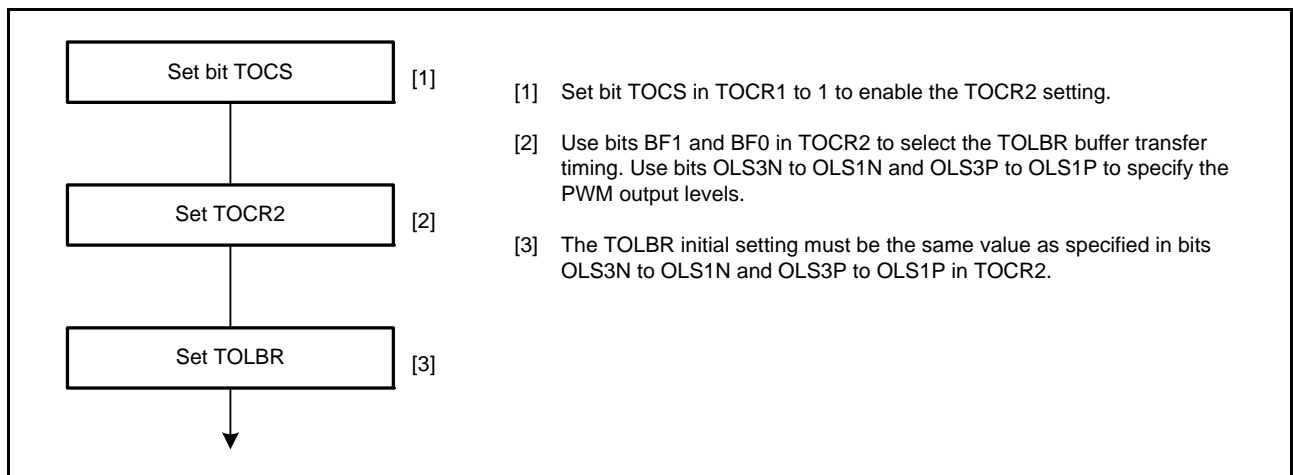 Set bit TOCS
[1]
Set TOCR2
[2]
Set TOLBR
[3]
[1] Set bit TOCS in TOCR1 to 1 to enable the TOCR2 setting.
[2] Use bits BF1 and BF0 in TOCR2 to select the TOLBR buffer transfer
timing. Use bits OLS3N to OLS1N and OLS3P to OLS1P to specify the
PWM output levels.
[3] The TOLBR initial setting must be the same value as specified in bits
OLS3N to OLS1N and OLS3P to OLS1P in TOCR2.